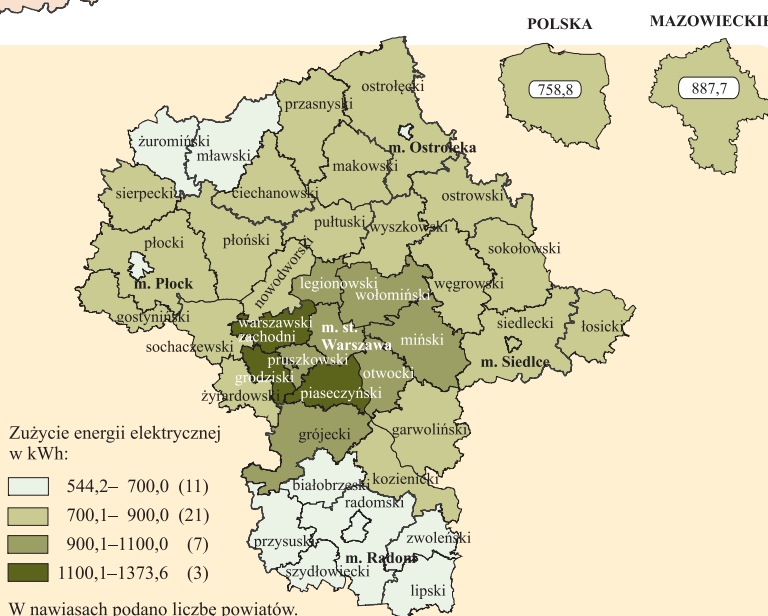 POLSKA
MAZOWIECKIE
758,8
887,7
ostrołęcki
przasnyski
żuromiński
mławski
m. Ostrołęka
makowski
sierpecki
ciechanowski
ostrowski
pułtuski
wyszkowski
płocki
płoński
sokołowski
nowodworski
m. Płock
legionowski
wołomiński
węgrowski
gostyniński
warszawski
zachodni
m. st.
Warszawa
siedlecki
łosicki
sochaczewski
miński
pruszkowski
m. Siedlce
grodziski
otwocki
żyrardowski
piaseczyński
grójecki
garwoliński
Zużycie energii elektrycznej
w kWh:
544,2– 700,0 (11)
700,1– 900,0 (21)
900,1–1100,0 (7)
1100,1–1373,6 (3)
białobrzeski
kozienicki
radomski
przysuski
zwoleński
m. Radom
szydłowiecki
lipski
W nawiasach podano liczbę powiatów.